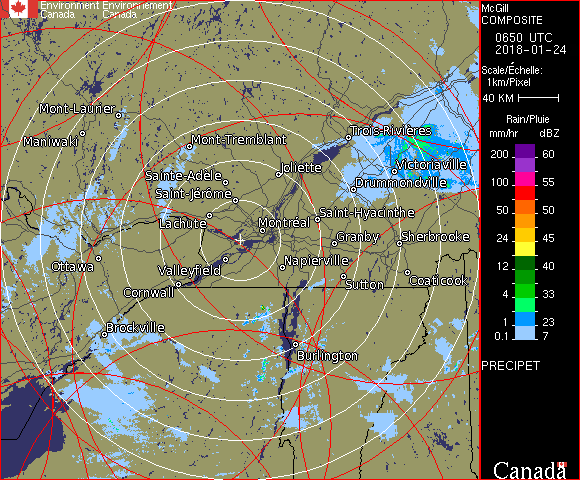 Environment Environnement
Canada Canada
McGill
COMPOSITE
0650 UTC
2018-01-24
Scale/Échelle:
1km/Pixel
40 KM
Rain/Pluie
mm/hr dBZ
200 60
100 55
50 50
24 45
12 40
4 33
1 23
0.1 7
PRECIPET
Canada
Mont-Laurier
Maniwaki
Mont-Tremblant
Trois-Rivières
Victoriaville
Sainte-Adèle
Joliette
Drummondville
Saint-Jérôme
Lachute
Saint-Hyacinthe
Montréal
Granby
Sherbrooke
Ottawa
Valleyfield
Napierville
Cornwall
Sutton
Coaticook
Brockville
Burlington